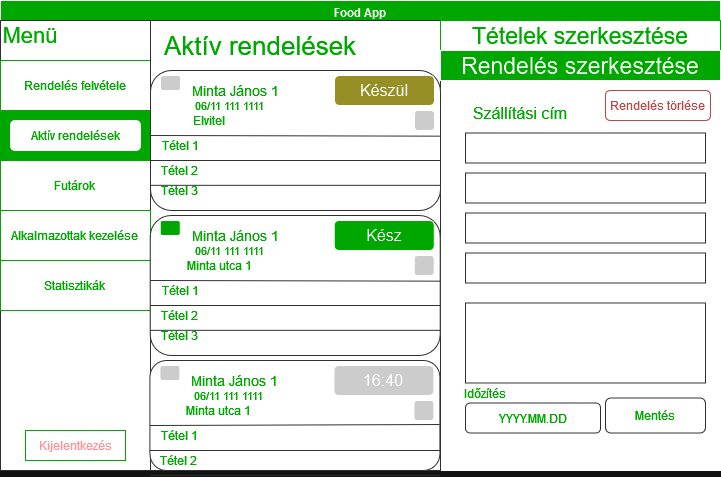 Food App
Menü
Rendelés felvétele
Aktív rendelések
Futárok
Alkalmazottak kezelése
Statisztikák
Kijelentkezés
Aktív rendelések
Minta János 1
Készül
06/11 111 1111
Elvitel
Tétel 1
Tétel 2
Tétel 3
Minta János 1
Kész
06/11 111 1111
Minta utca 1
Tétel 1
Tétel 2
Tétel 3
Minta János 1
16:40
06/11 111 1111
Minta utca 1
Tétel 1
Tétel 2
Tételek szerkesztése
Rendelés szerkesztése
Szállítási cím
Rendelés törlése
Időzítés
YYYY.MM.DD
Mentés